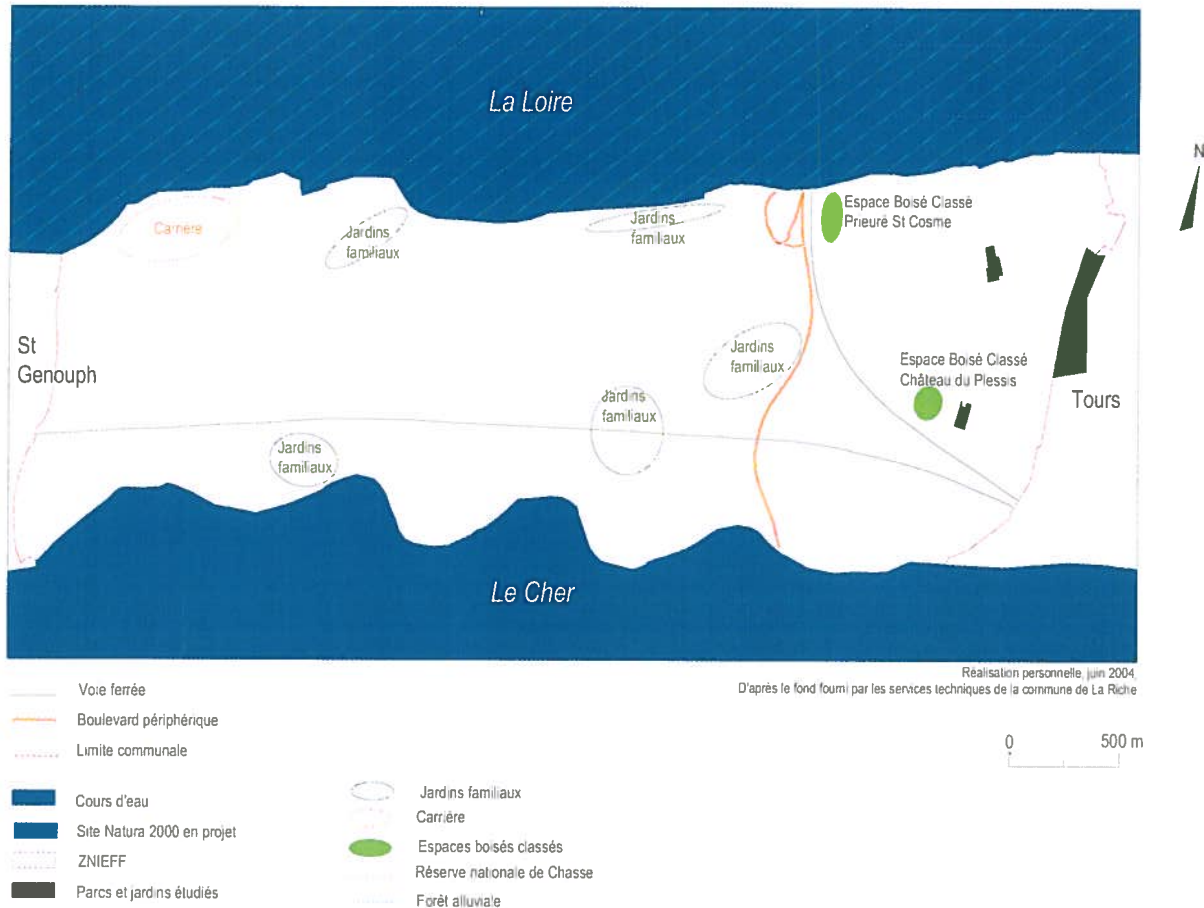 La Loire
N
Espace Boisé Classé
Prieuré St Cosme
Carrière
Jardins
familiaux
Jardins
familiaux
St
Genouph
Jardins
familiaux
Espace Boisé Classé
Château du Plessis
Tours
Jardins
familiaux
Jardins
familiaux
Le Cher
Réalisation personnelle, juin 2004,
D'après le fond fourni par les services techniques de la commune de La Riche
Voie ferrée
Boulevard périphérique
Limite communale
0 500 m
Cours d'eau
Site Natura 2000 en projet
ZNIEFF
Parcs et jardins étudiés
Jardins familiaux
Carrière
Espaces boisés classés
Réserve nationale de Chasse
Forêt alluviale